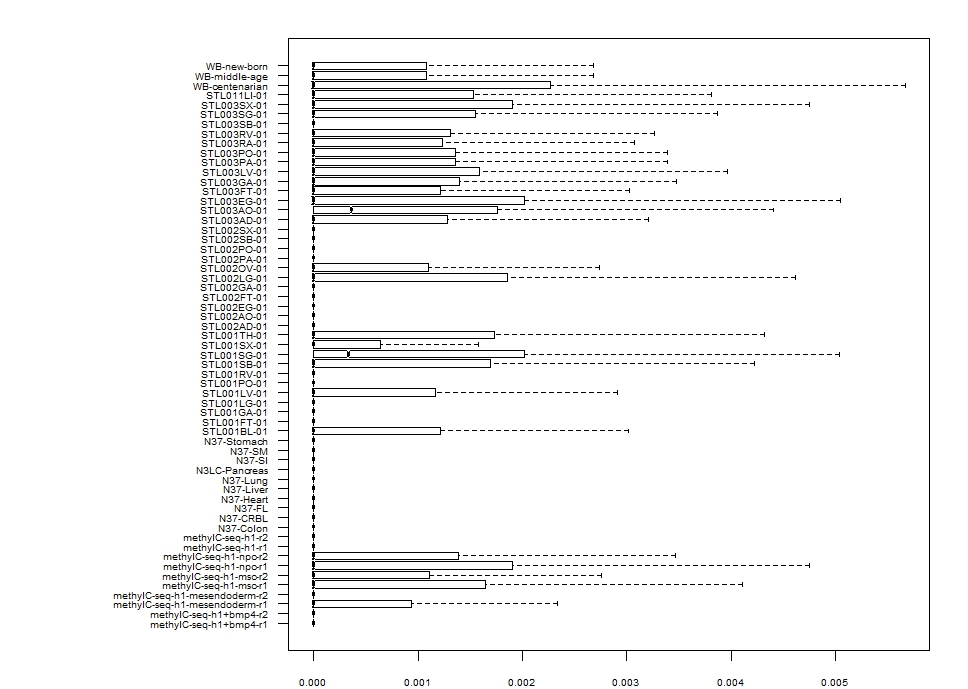 WB-new-born
WB-middle-age
WB-centenarian
STL011LI-01
STL003SX-01
STL003SG-01
STL003SB-01
STL003RV-01
STL003RA-01
STL003PO-01
STL003PA-01
STL003LV-01
STL003GA-01
STL003FT-01
STL003EG-01
STL003AO-01
STL003AD-01
STL002SX-01
STL002SB-01
STL002PO-01
STL002PA-01
STL002OV-01
STL002LG-01
STL002GA-01
STL002FT-01
STL002EG-01
STL002AO-01
STL002AD-01
STL001TH-01
STL001SX-01
STL001SG-01
STL001SB-01
STL001RV-01
STL001PO-01
STL001LV-01
STL001LG-01
STL001GA-01
STL001FT-01
STL001BL-01
N37-Stomach
N37-SM
N37-SI
N3LC-Pancreas
N37-Lung
N37-Liver
N37-Heart
N37-FL
N37-CRBL
N37-Colon
methylC-seq-h1-r2
methylC-seq-h1-r1
methylC-seq-h1-npc-r2
methylC-seq-h1-npc-r1
methylC-seq-h1-msc-r2
methylC-seq-h1-msc-r1
methylC-seq-h1-mesendoderm-r2
methylC-seq-h1-mesendoderm-r1
methylC-seq-h1+bmp4-r2
methylC-seq-h1+bmp4-r1
0.000 0.001 0.002 0.003 0.004 0.005